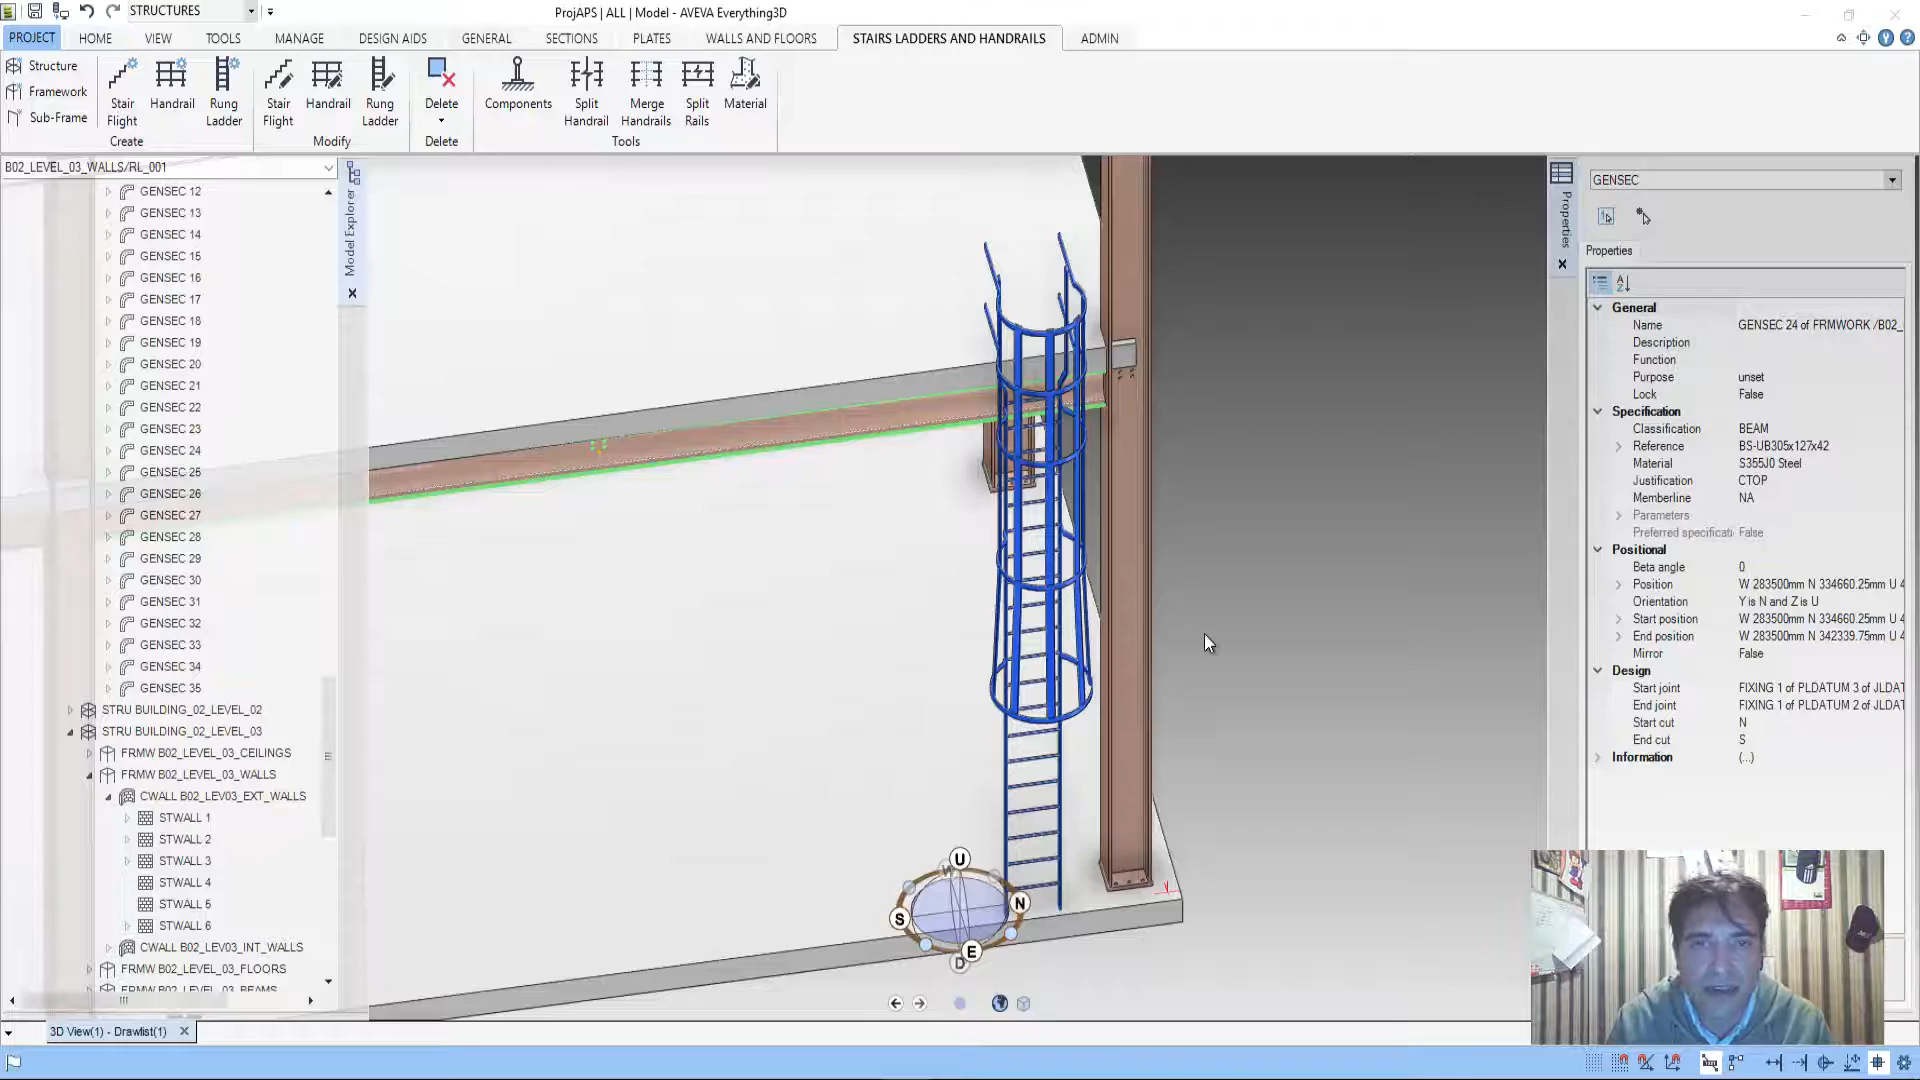 STRUCTURES
ProjAPS | ALL | Model - AVEVA Everything3D
PROJECT
HOME
VIEW
TOOLS
MANAGE
DESIGN AIDS
GENERAL
SECTIONS
PLATES
WALLS AND FLOORS
STAIRS LADDERS AND HANDRAILS
ADMIN
Structure
Framework
Sub-Frame
Stair
Flight
Handrail
Rung
Ladder
Create
Stair
Flight
Handrail
Rung
Ladder
Modify
Delete
Delete
Components
Split
Handrail
Merge
Handrails
Split
Rails
Material
Tools
B02_LEVEL_03_WALLS/RL_001
GENSEC 12
GENSEC 13
GENSEC 14
GENSEC 15
GENSEC 16
GENSEC 17
GENSEC 18
GENSEC 19
GENSEC 20
GENSEC 21
GENSEC 22
GENSEC 23
GENSEC 24
GENSEC 25
GENSEC 26
GENSEC 27
GENSEC 28
GENSEC 29
GENSEC 30
GENSEC 31
GENSEC 32
GENSEC 33
GENSEC 34
GENSEC 35
STRU BUILDING_02_LEVEL_02
STRU BUILDING_02_LEVEL_03
FRMW B02_LEVEL_03_CEILINGS
FRMW B02_LEVEL_03_WALLS
CWALL B02_LEV03_EXT_WALLS
STWALL 1
STWALL 2
STWALL 3
STWALL 4
STWALL 5
STWALL 6
CWALL B02_LEV03_INT_WALLS
FRMW B02_LEVEL_03_FLOORS
FRMW B02_LEVEL_03_BEAMS
Model Explorer
U
N
S
E
D
3D View(1) - Drawlist(1)
Properties
GENSEC
Properties
General
Name GENSEC 24 of FRMWORK /B02_
Description
Function
Purpose unset
Lock False
Specification
Classification BEAM
Reference BS-UB305x127x42
Material S355J0 Steel
Justification CTOP
Memberline NA
Parameters
Preferred specificati False
Positional
Beta angle 0
Position W 283500mm N 334660.25mm U 4
Orientation Y is N and Z is U
Start position W 283500mm N 334660.25mm U 4
End position W 283500mm N 342339.75mm U 4
Mirror False
Design
Start joint FIXING 1 of PLDATUM 3 of JLDAT
End joint FIXING 1 of PLDATUM 2 of JLDAT
Start cut N
End cut S
Information (...)